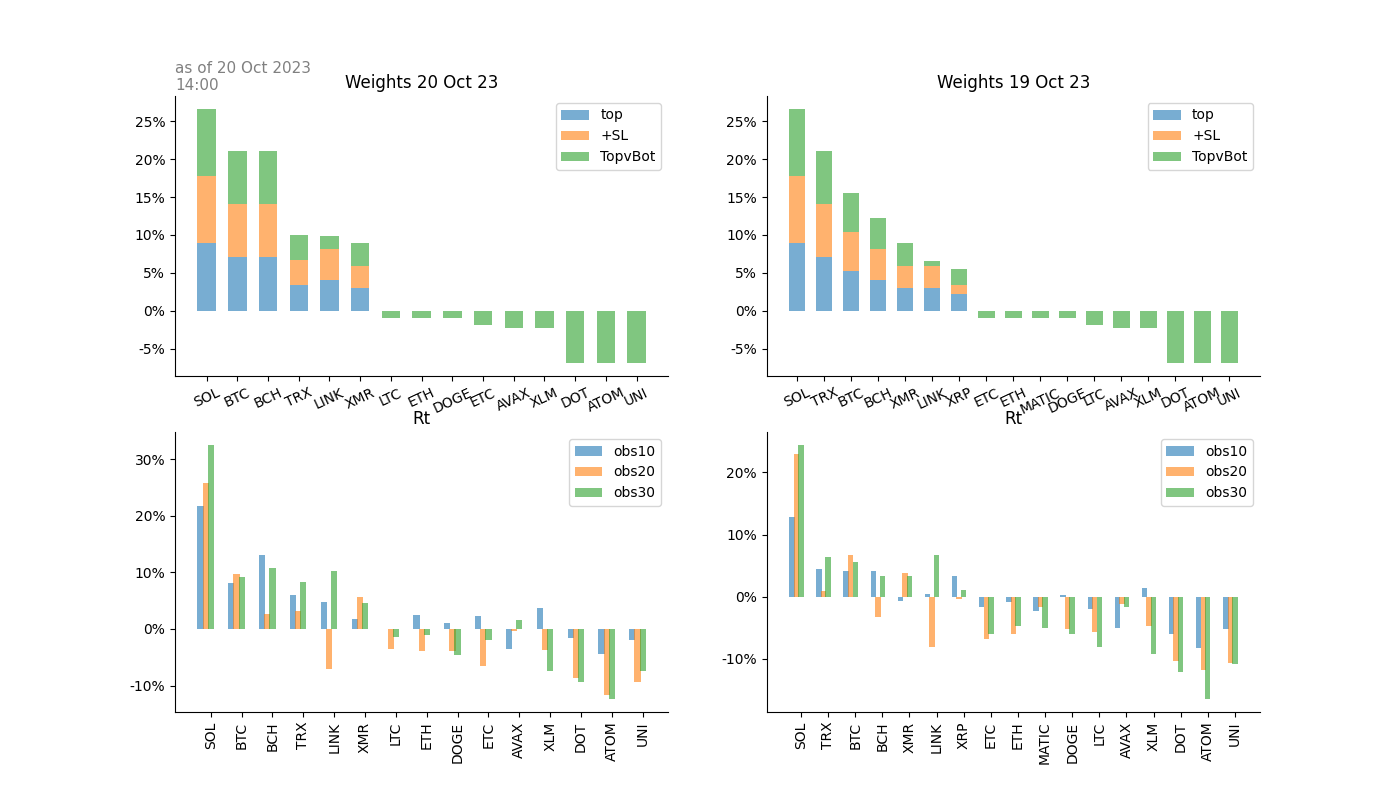 as of 20 Oct 2023
14:00
Weights 20 Oct 23
25%
20%
15%
10%
5%
0%
-5%
top
+SL
TopvBot
SOL BTC BCH TRX LINK XMR LTC ETH DOGE ETC AVAX XLM DOT ATOM UNI
Weights 19 Oct 23
25%
20%
15%
10%
5%
0%
-5%
top
+SL
TopvBot
SOL TRX BTC BCH XMR LINK XRP ETC ETH MATIC DOGE LTC AVAX XLM DOT ATOM UNI
Rt
30%
20%
10%
0%
-10%
obs10
obs20
obs30
SOL BTC BCH TRX LINK XMR LTC ETH DOGE ETC AVAX XLM DOT ATOM UNI
Rt
20%
10%
0%
-10%
obs10
obs20
obs30
SOL TRX BTC BCH XMR LINK XRP ETC ETH MATIC DOGE LTC AVAX XLM DOT ATOM UNI